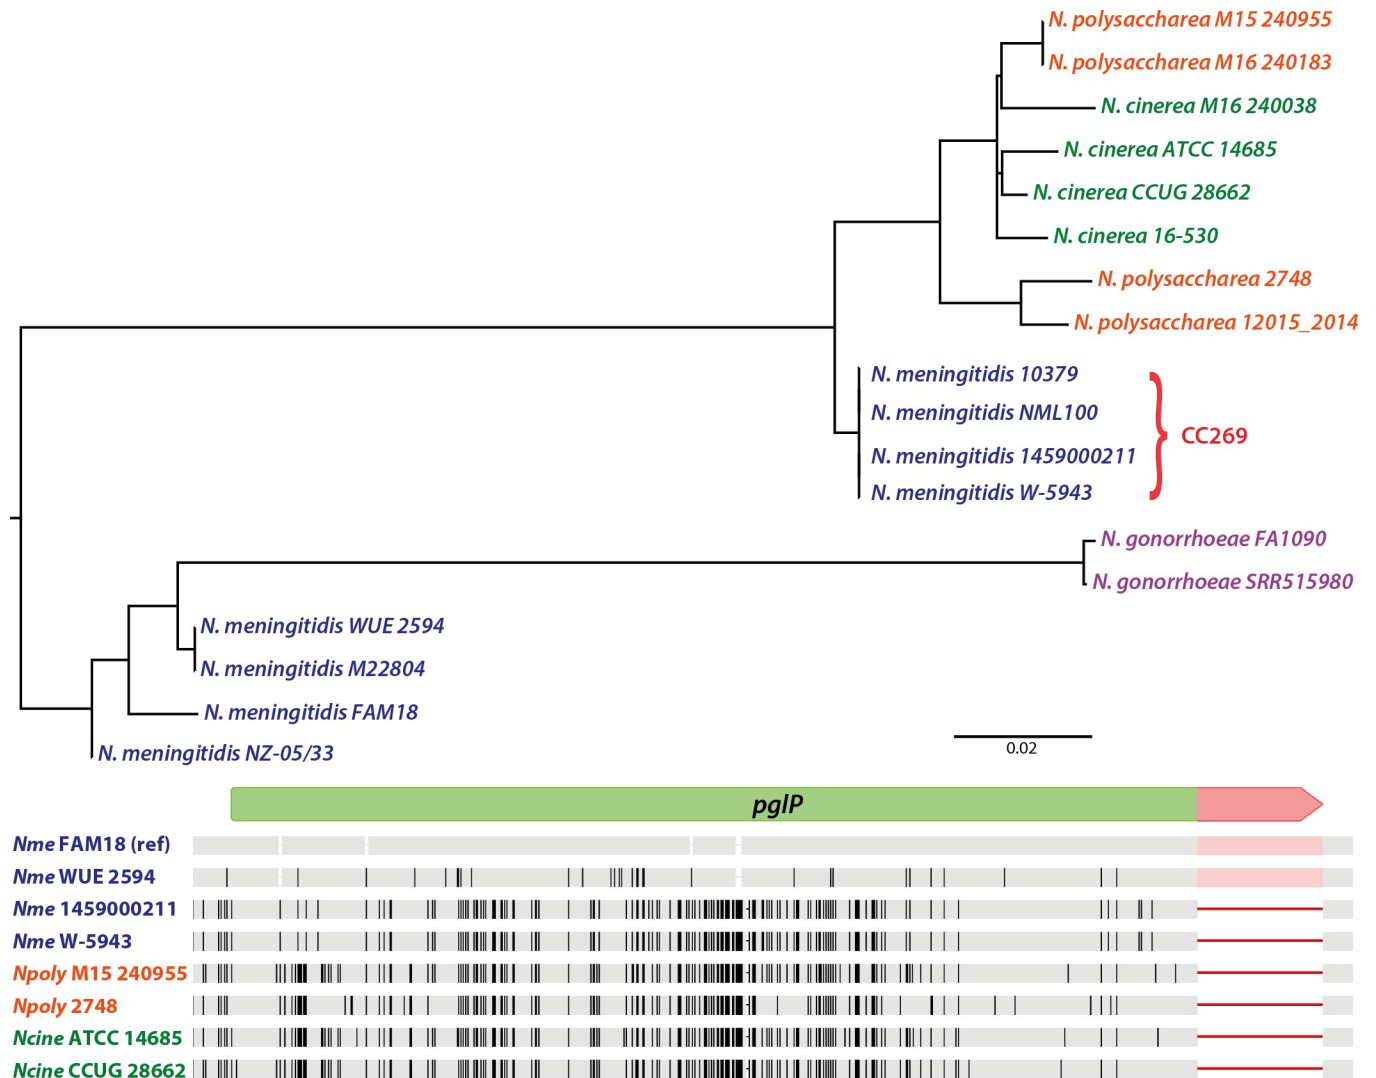 N. polysaccharea M15 240955
N. polysaccharea M16 240183
N. cinerea M16 240038
N. cinerea ATCC 14685
N. cinerea CCUG 28662
N. cinerea 16-530
N. polysaccharea 2748
N. polysaccharea 12015_2014
N. meningitidis 10379
N. meningitidis NML100
CC269
N. meningitidis 1459000211
N. meningitidis W-5943
N. gonorrhoeae FA1090
N. gonorrhoeae SRR515980
N. meningitidis WUE 2594
N. meningitidis M22804
N. meningitidis FAM18
N. meningitidis NZ-05/33
0.02
pglP
Nme FAM18 (ref)
Nme WUE 2594
Nme 1459000211
Nme W-5943
Npoly M15 240955
Npoly 2748
Ncine ATCC 14685
Ncine CCUG 28662